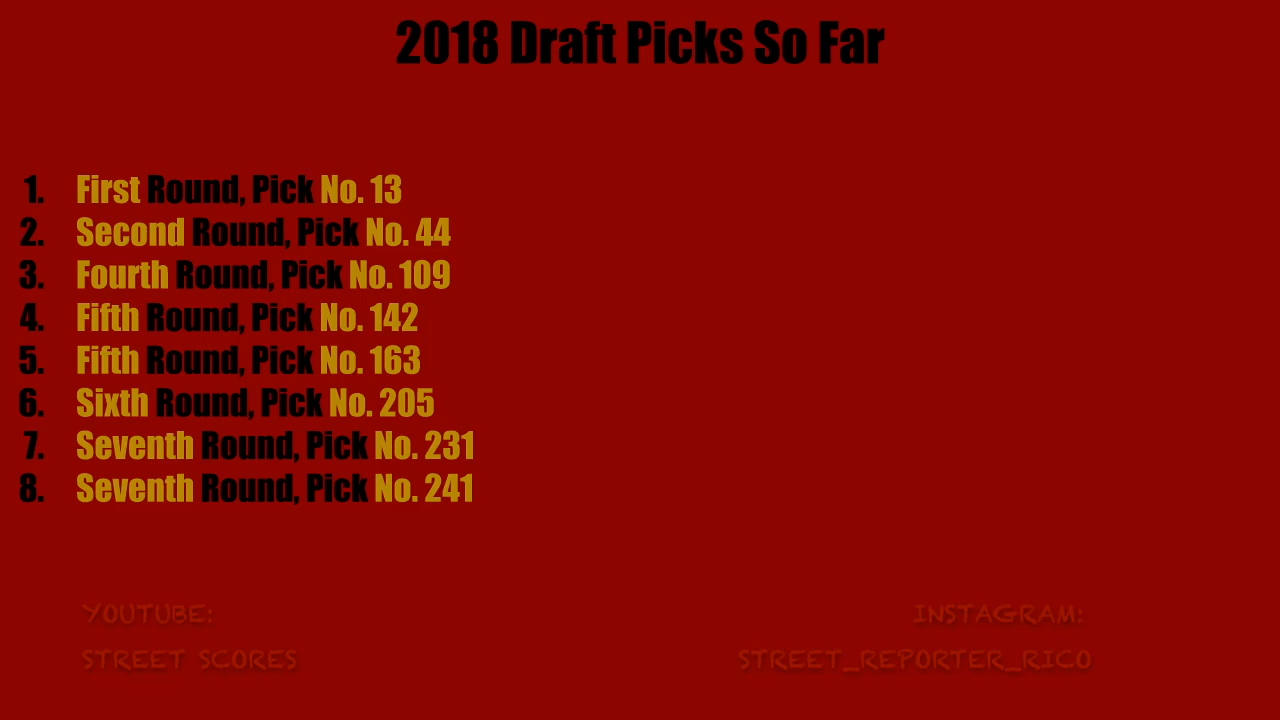 2018 Draft Picks So Far
1. First Round, Pick No. 13
2. Second Round, Pick No. 44
3. Fourth Round, Pick No. 109
4. Fifth Round, Pick No. 142
5. Fifth Round, Pick No. 163
6. Sixth Round, Pick No. 205
7. Seventh Round, Pick No. 231
8. Seventh Round, Pick No. 241
YOUTUBE:
STREET SCORES
INSTAGRAM:
STREET_REPORTER_RICO